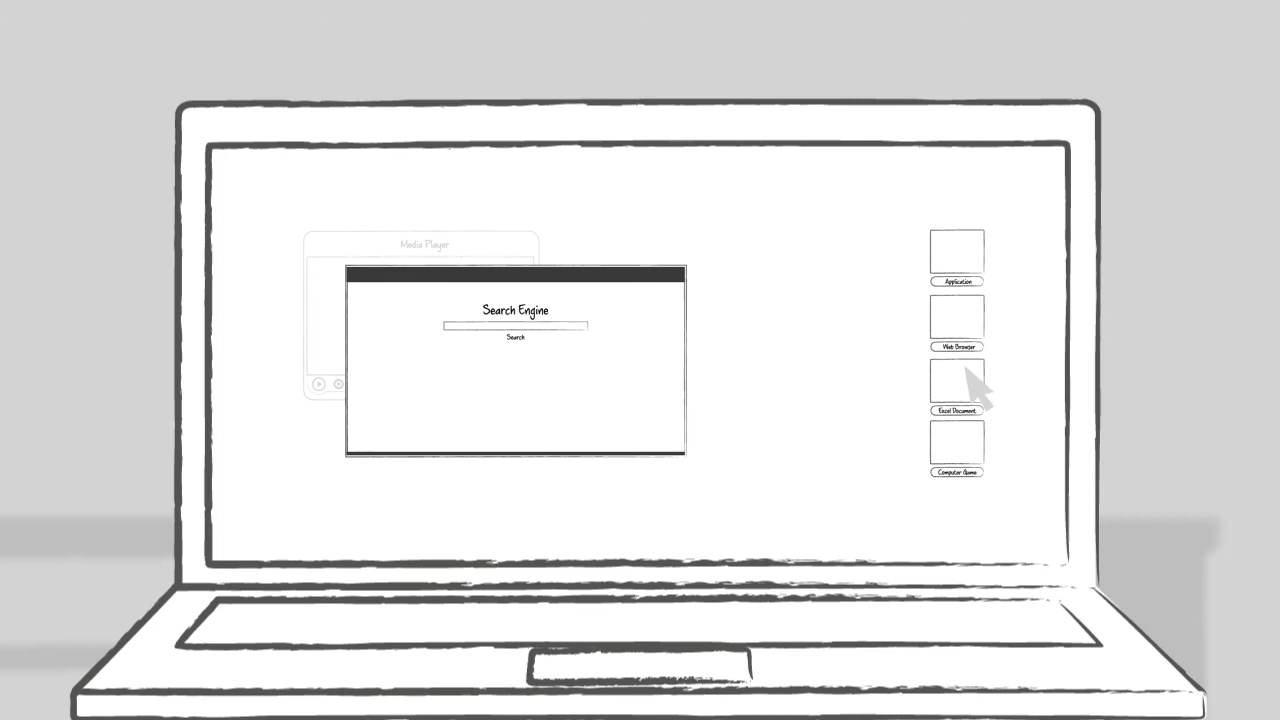 Media Player
Search Engine
Search
Application
Web Browser
Excel Document
Computer Game